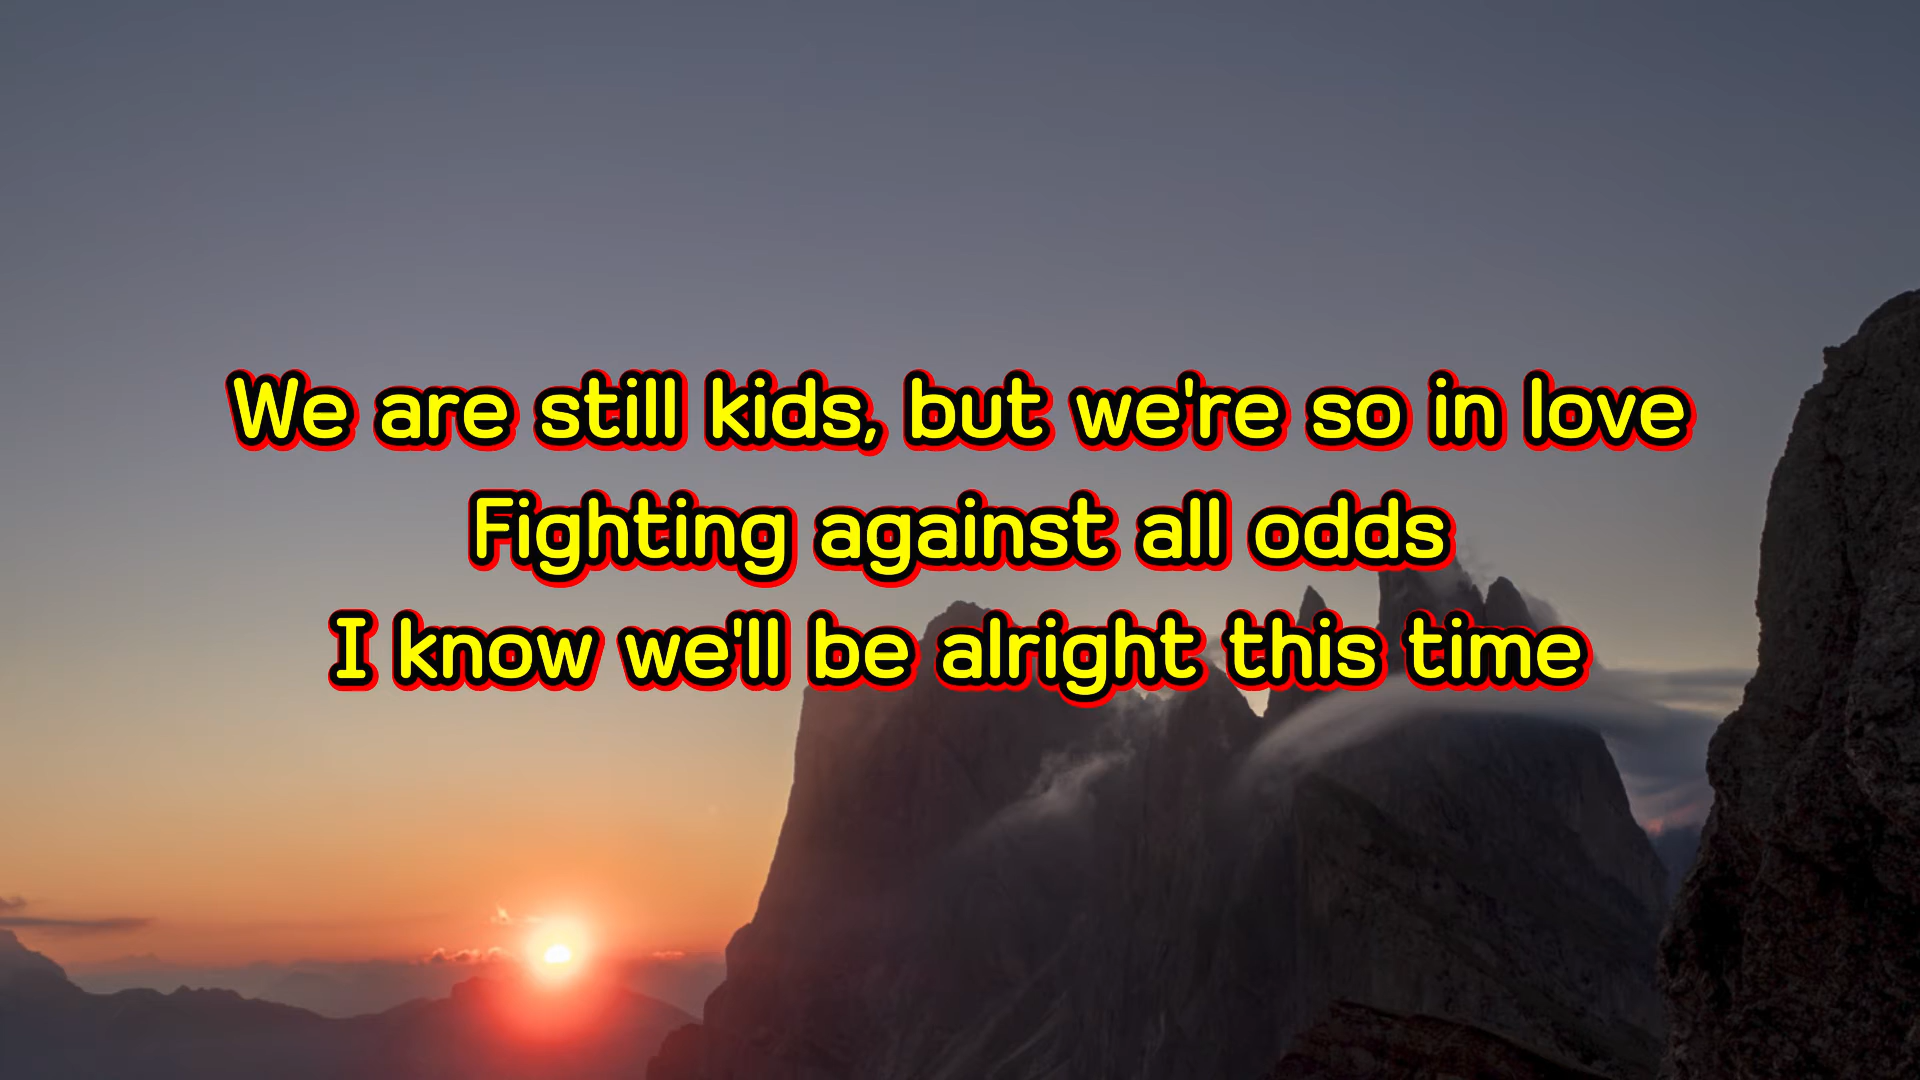 We are still kids, but we're so in love
Fighting against all odds
I know we'll be alright this time